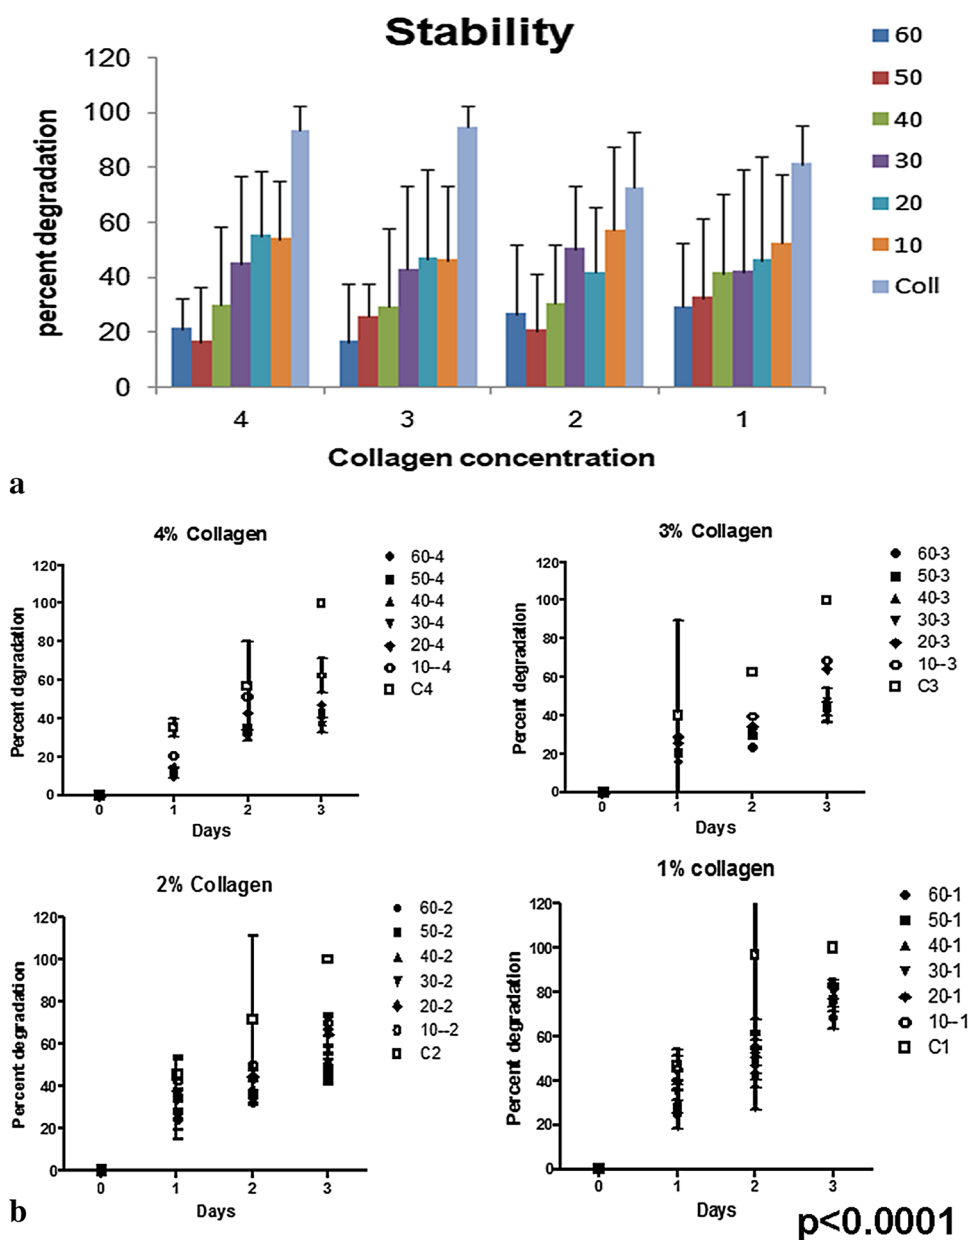 Stability
percent degradation
120
100
80
60
40
20
0
4 3 2 1
Collagen concentration
60
50
40
30
20
10
Coll
a
4% Collagen
Percent degradation
120
100
80
60
40
20
0
0 1 2 3
Days
60-4
50-4
40-4
30-4
20-4
10--4
C4
3% Collagen
Percent degradation
120
100
80
60
40
20
0
0 1 2 3
Days
60-3
50-3
40-3
30-3
20-3
10--3
C3
2% Collagen
Percent degradation
120
100
80
60
40
20
0
0 1 2 3
Days
60-2
50-2
40-2
30-2
20-2
10--2
C2
1% collagen
Percent degradation
120
100
80
60
40
20
0
0 1 2 3
Days
60-1
50-1
40-1
30-1
20-1
10--1
C1
b
p<0.0001